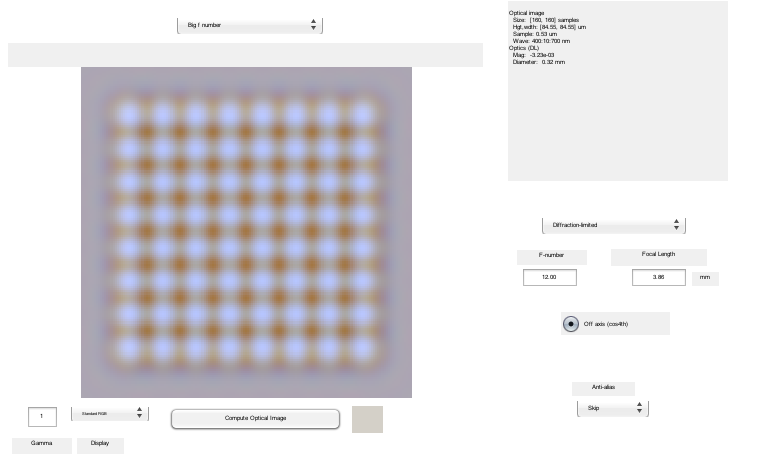 Big f number
Optical image
Size: [160, 160] samples
Hgt,wdth: [84.55, 84.55] um
Sample: 0.53 um
Wave: 400:10:700 nm
Optics (DL)
Mag: -3.23e-03
Diameter: 0.32 mm
Diffraction-limited
F-number
Focal Length
12.00
3.86
mm
Off axis (cos4th)
Anti-alias
Skip
1
Standard RGB
Compute Optical Image
Gamma
Display